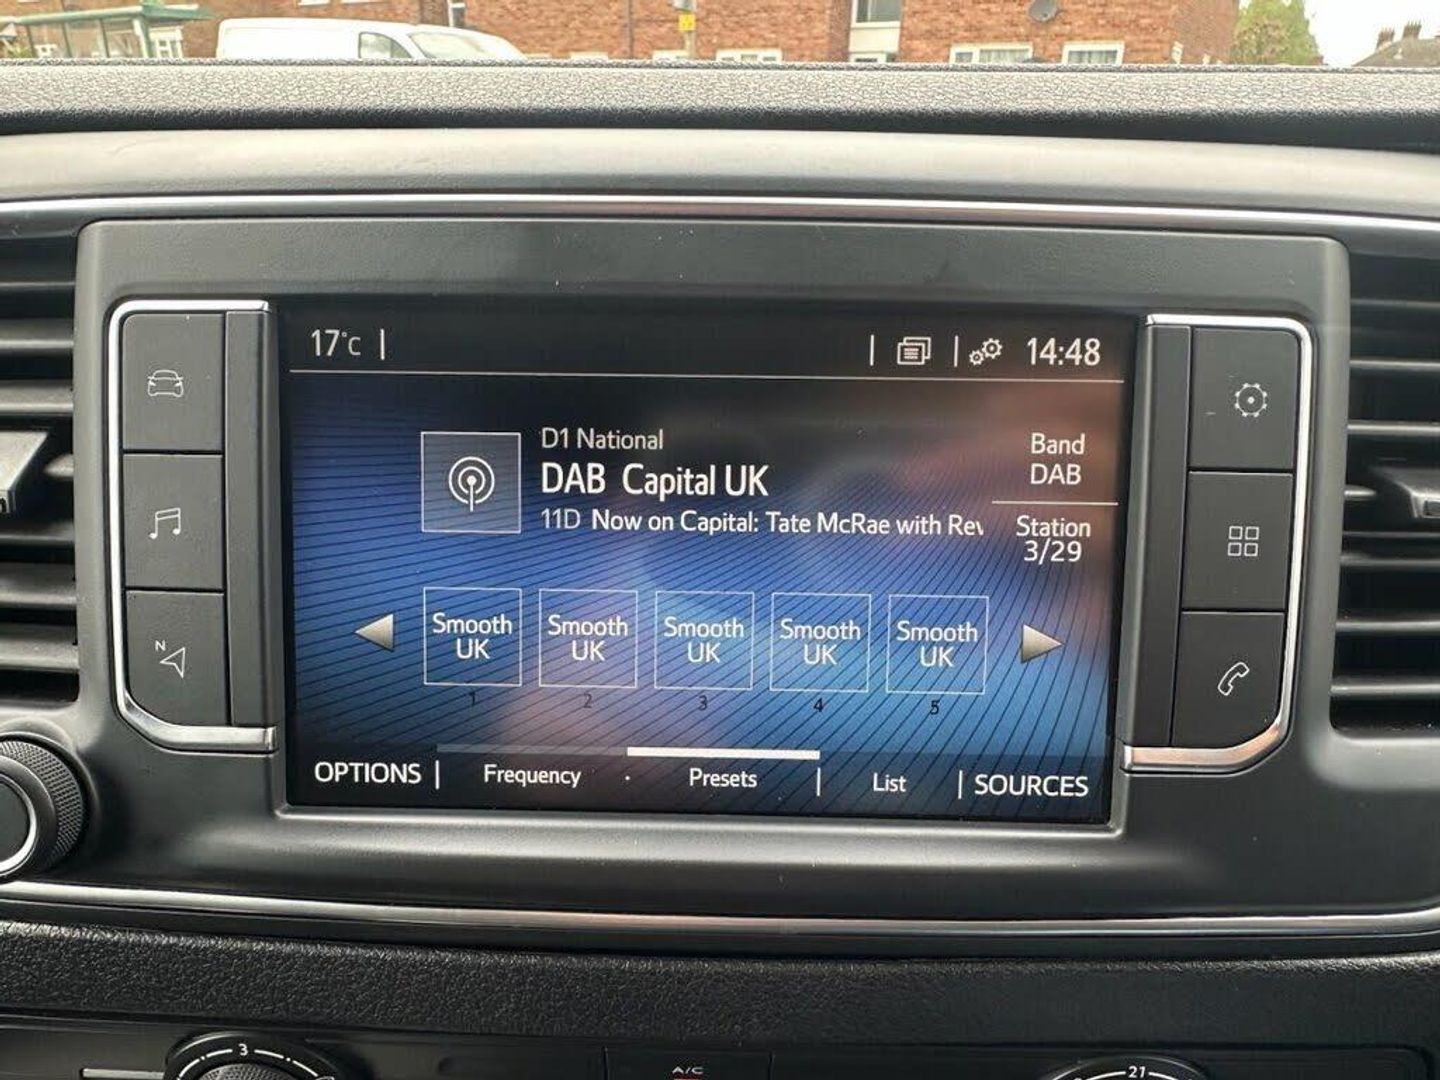 17°C
14:48
D1 National
DAB Capital UK
11D Now on Capital: Tate McRae with Rev
Band
DAB
Station
3/29
Smooth UK
Smooth UK
Smooth UK
Smooth UK
Smooth UK
1 2 3 4 5
OPTIONS Frequency · Presets List SOURCES
N
3
A/C
21